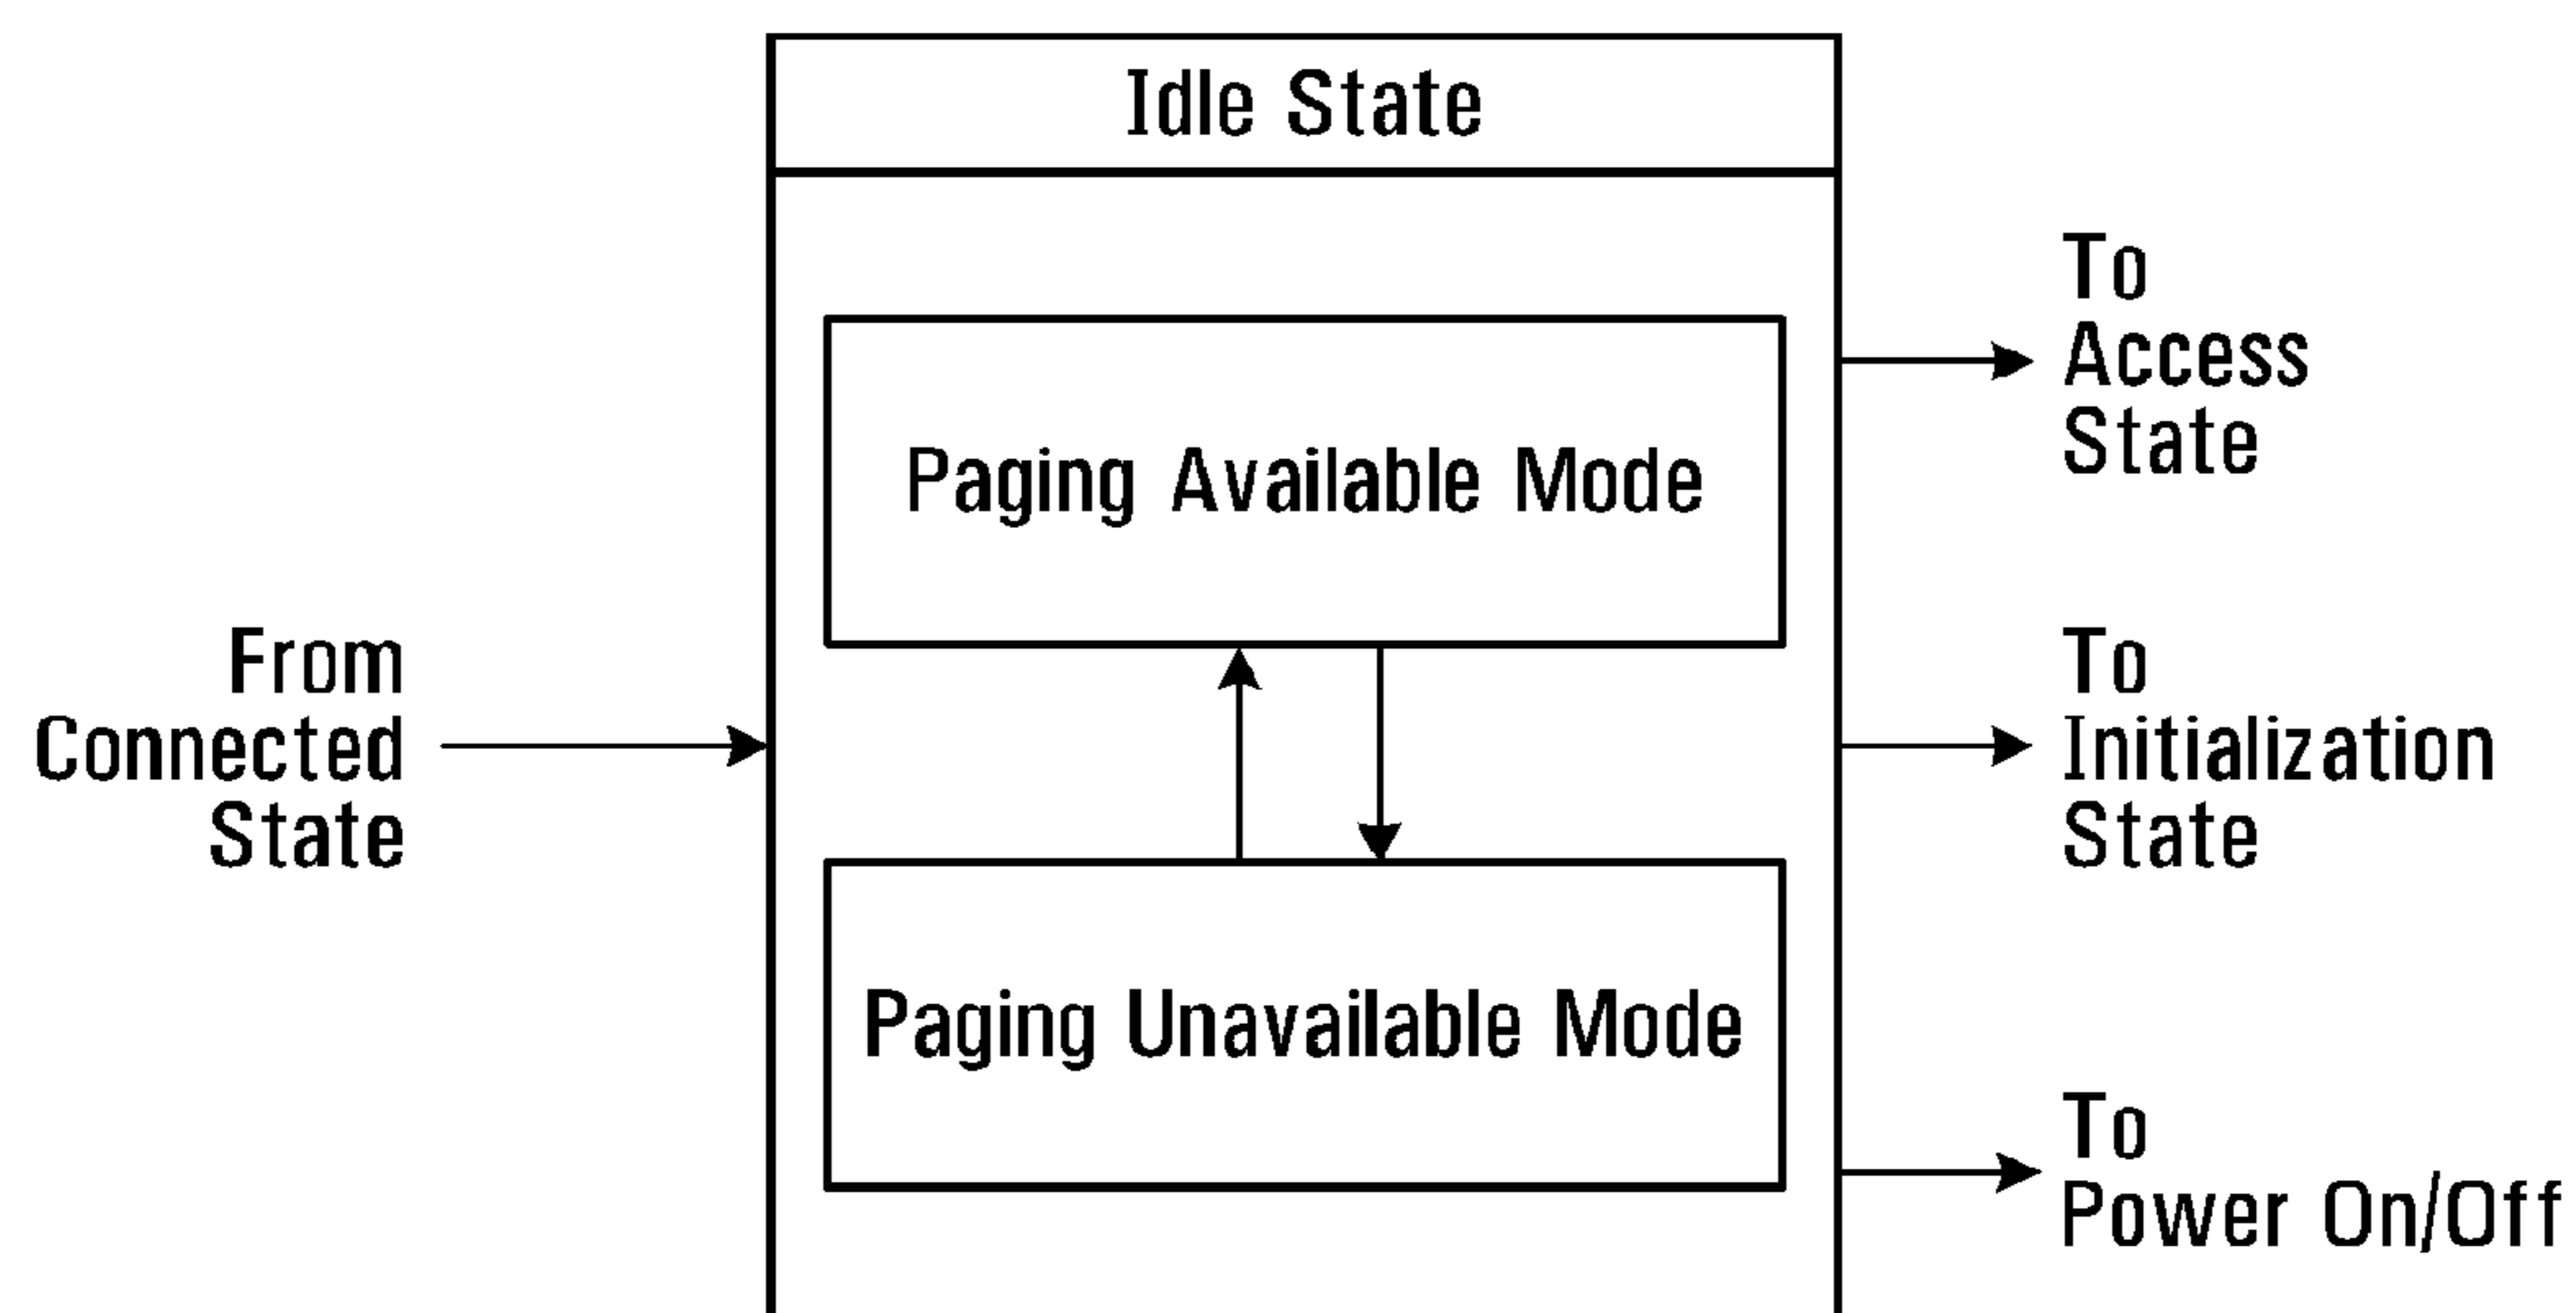 Idle State
Paging Available Mode
Paging Unavailable Mode
From
Connected
State
To
Access
State
To
Initialization
State
To
Power On/Off